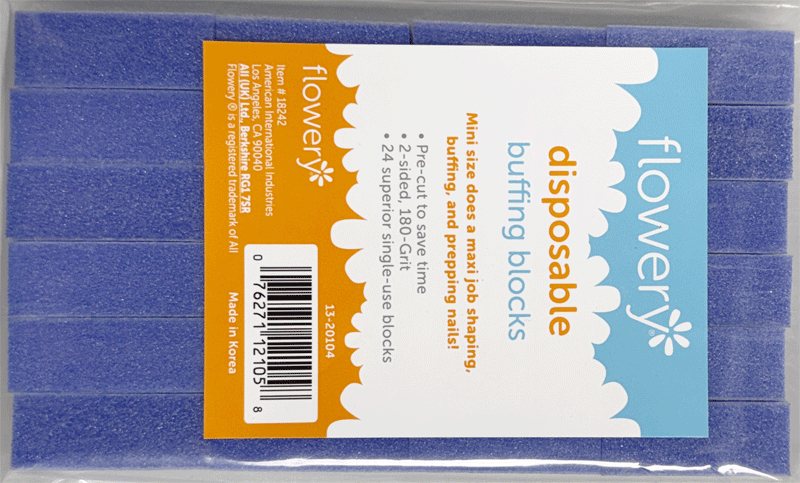 flowery®
disposable
buffing blocks
Mini size does a maxi job shaping,
buffing, and prepping nails!
• Pre-cut to save time
• 2-sided, 180-Grit
• 24 superior single-use blocks
flowery
13-20104
Item # 18242
American International Industries
Los Angeles, CA 90040
AII (UK) Ltd., Berkshire RG1 7SR
Flowery ® is a registered trademark of AII
Made in Korea
0 76271 12105 8